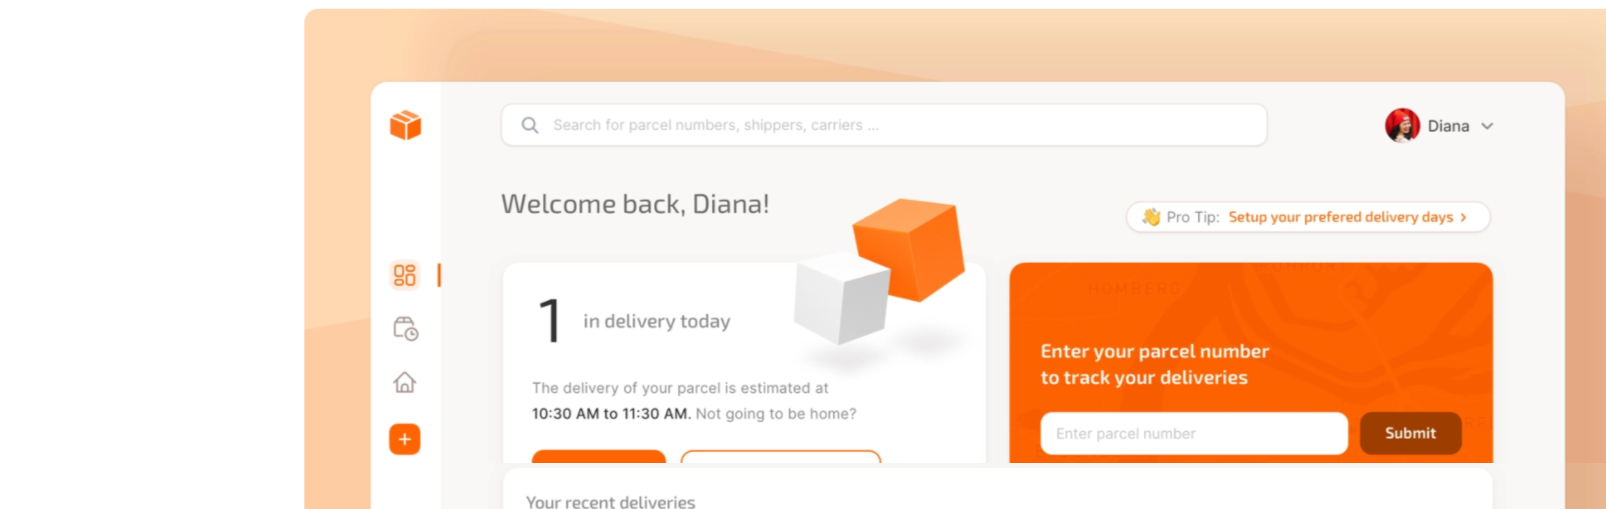 Search for parcel numbers, shippers, carriers ...
Diana
Welcome back, Diana!
👋 Pro Tip: Setup your prefered delivery days >
1 in delivery today
The delivery of your parcel is estimated at
10:30 AM to 11:30 AM. Not going to be home?
HOMBERG
Enter your parcel number
to track your deliveries
Enter parcel number
Submit
Your recent deliveries